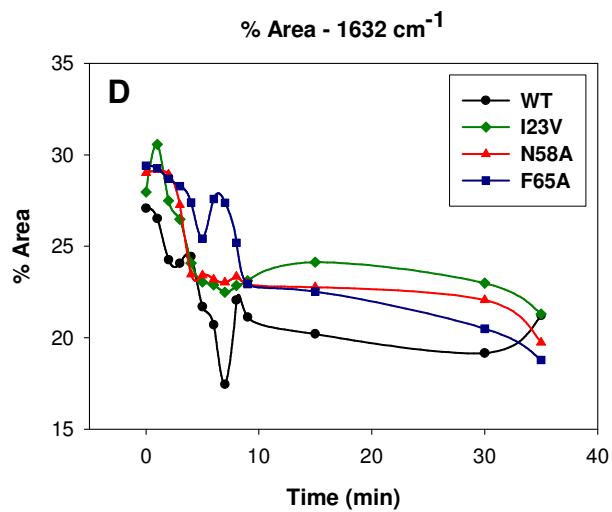 % Area - 1632 cm⁻¹
D
WT
I23V
N58A
F65A
35
30
25
20
15
% Area
0
10
20
30
40
Time (min)